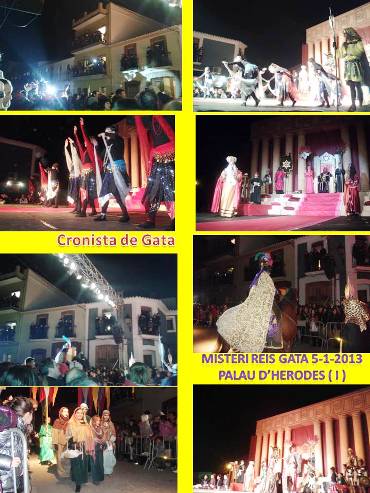 Cronista de Gata
MISTERI REIS GATA 5-1-2013
PALAU D'HERODES ( I )